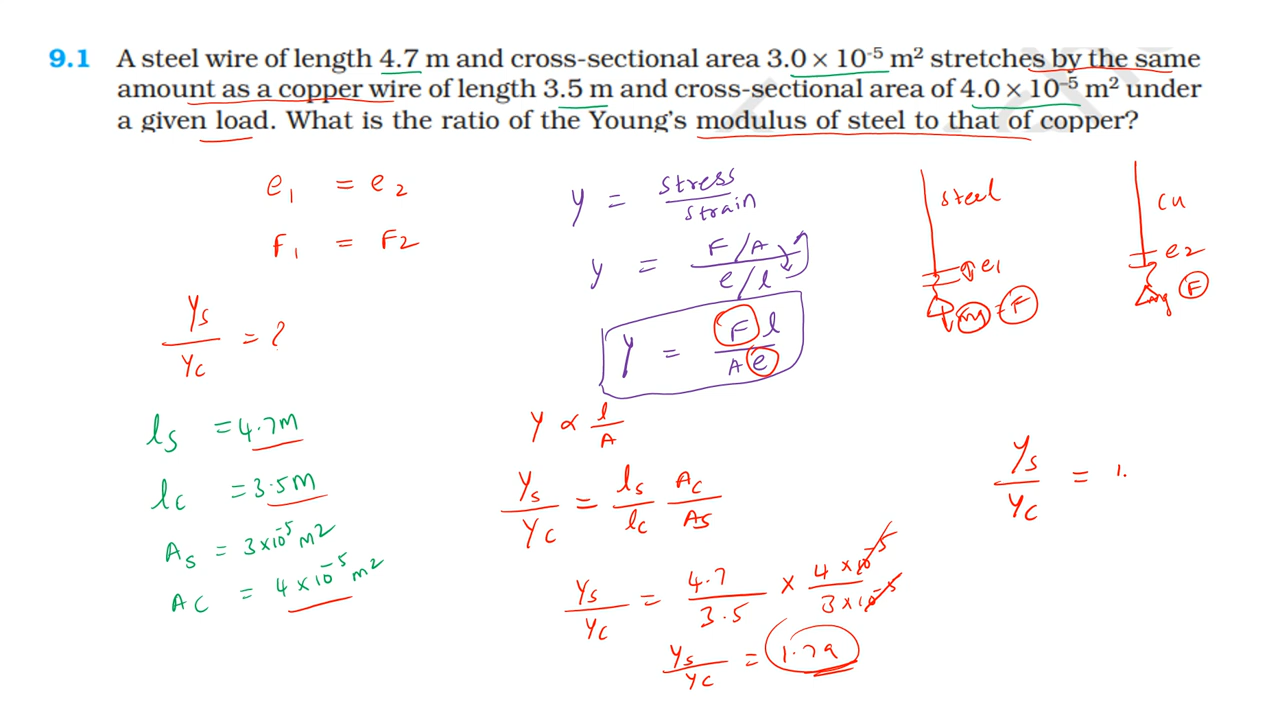 9.1 A steel wire of length 4.7 m and cross-sectional area 3.0 × 10⁻⁵ m² stretches by the same
amount as a copper wire of length 3.5 m and cross-sectional area of 4.0 × 10⁻⁵ m² under
a given load. What is the ratio of the Young's modulus of steel to that of copper?
e₁ = e₂
F₁ = F₂
Ys/Yc = ?
ls = 4.7m
lc = 3.5m
As = 3×10⁻⁵ m²
Ac = 4×10⁻⁵ m²
y = stress/strain
y = F/A / e/l
Y = Fl/Ae
Y ∝ l/A
Ys/Yc = ls/lc Ac/As
Ys/Yc = 4.7/3.5 × 4×10⁻⁵/3×10⁻⁵
Ys/Yc = 1.79
steel
e1
mg = F
cu
e2
mg F
Ys/Yc = 1.